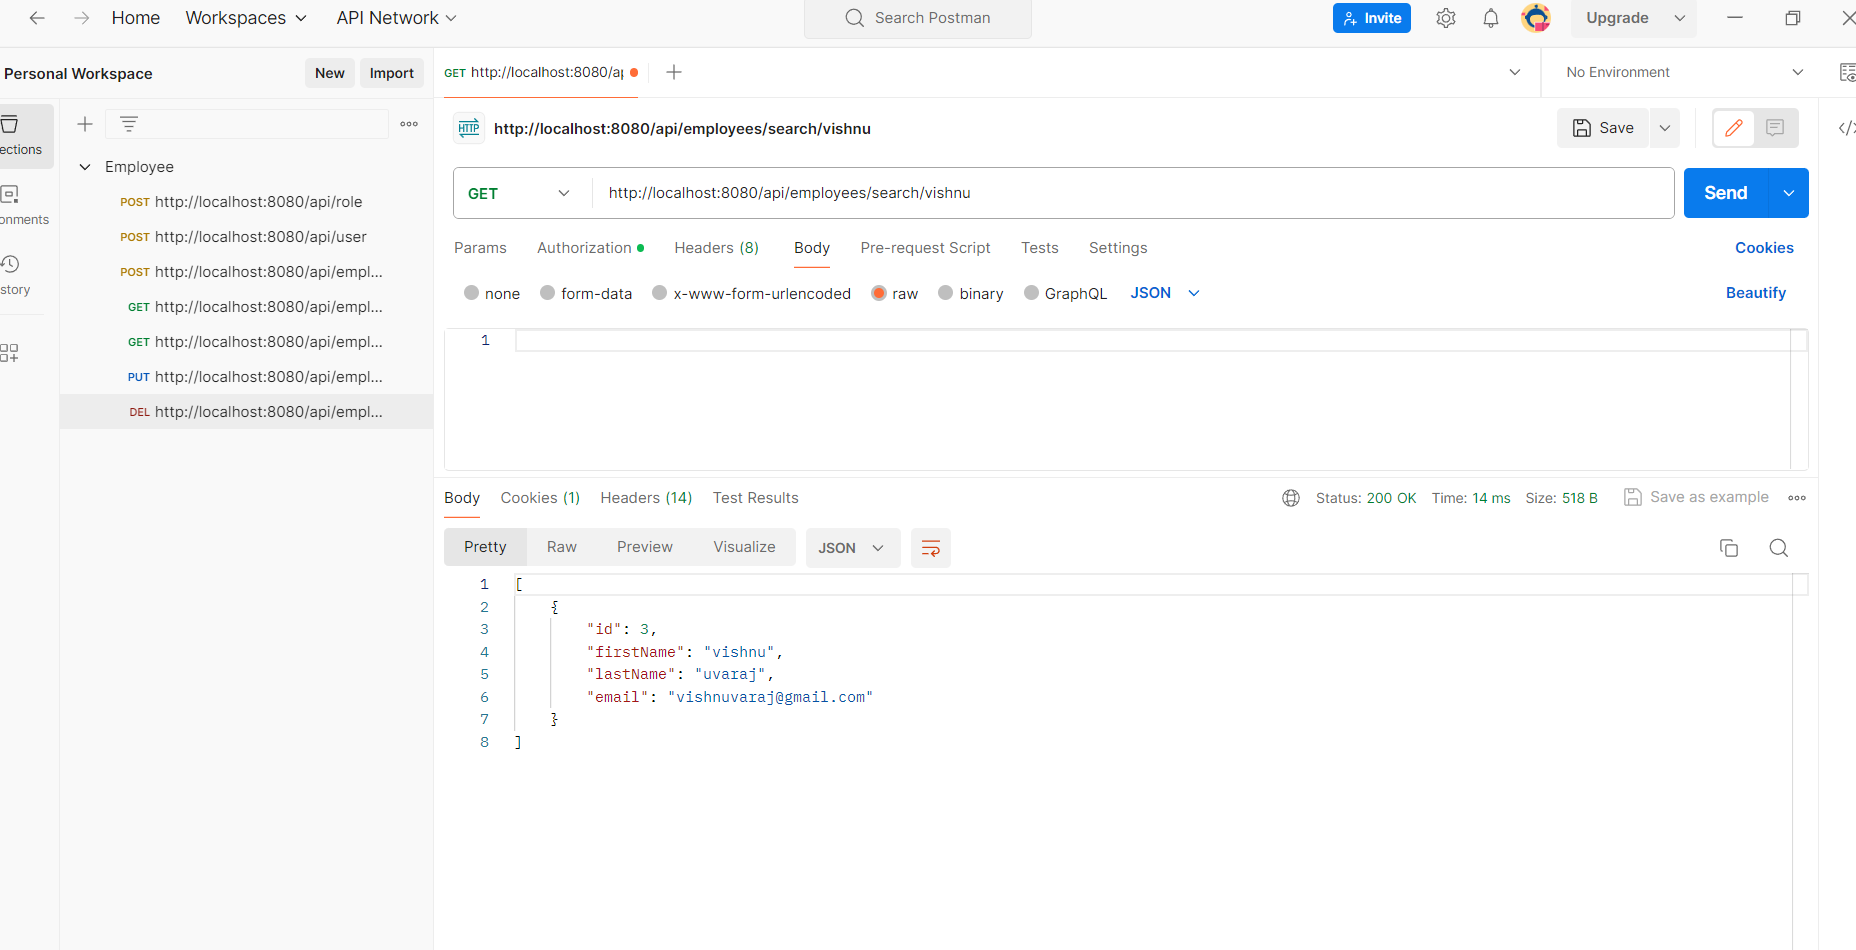 Home Workspaces API Network Search Postman Invite Upgrade
Personal Workspace New Import
GET http://localhost:8080/ap No Environment
ections
onments
story
Employee
POST http://localhost:8080/api/role
POST http://localhost:8080/api/user
POST http://localhost:8080/api/empl...
GET http://localhost:8080/api/empl...
GET http://localhost:8080/api/empl...
PUT http://localhost:8080/api/empl...
DEL http://localhost:8080/api/empl...
HTTP http://localhost:8080/api/employees/search/vishnu Save
GET http://localhost:8080/api/employees/search/vishnu Send
Params Authorization Headers (8) Body Pre-request Script Tests Settings Cookies
none form-data x-www-form-urlencoded raw binary GraphQL JSON Beautify
1
Body Cookies (1) Headers (14) Test Results Status: 200 OK Time: 14 ms Size: 518 B Save as example
Pretty Raw Preview Visualize JSON
1 [
2 {
3 "id": 3,
4 "firstName": "vishnu",
5 "lastName": "uvaraj",
6 "email": "vishnuvaraj@gmail.com"
7 }
8 ]